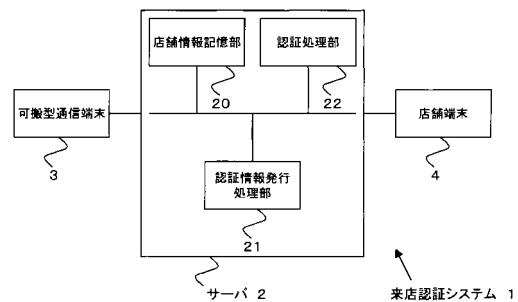 店舗情報記憶部
認証処理部
20
22
可搬型通信端末
店舗端末
3
4
認証情報発行
処理部
21
サーバ 2
来店認証システム 1